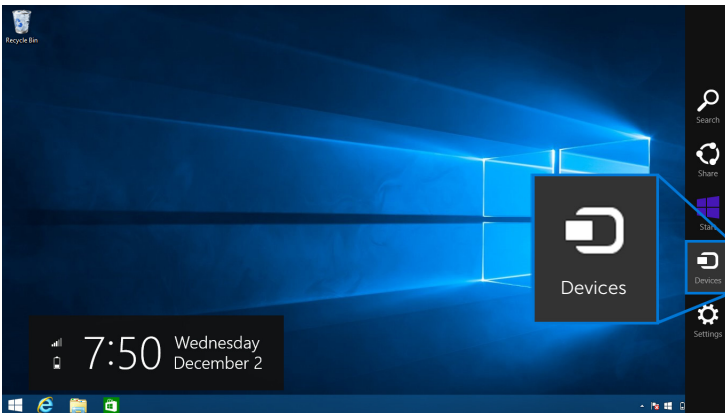 Recycle Bin
Search
Share
Start
Devices
Devices
Settings
7:50
Wednesday
December 2